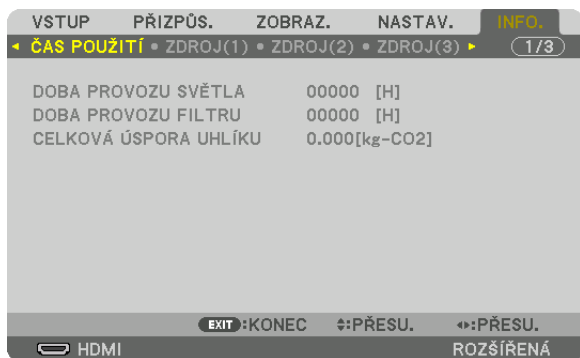 VSTUP PŘIZPŮS. ZOBRAZ. NASTAV. INFO.
ČAS POUŽITÍ • ZDROJ(1) • ZDROJ(2) • ZDROJ(3) 1/3
DOBA PROVOZU SVĚTLA 00000 [H]
DOBA PROVOZU FILTRU 00000 [H]
CELKOVÁ ÚSPORA UHLÍKU 0.000[kg-CO2]
EXIT:KONEC :PŘESU. :PŘESU.
HDMI ROZŠÍŘENÁ